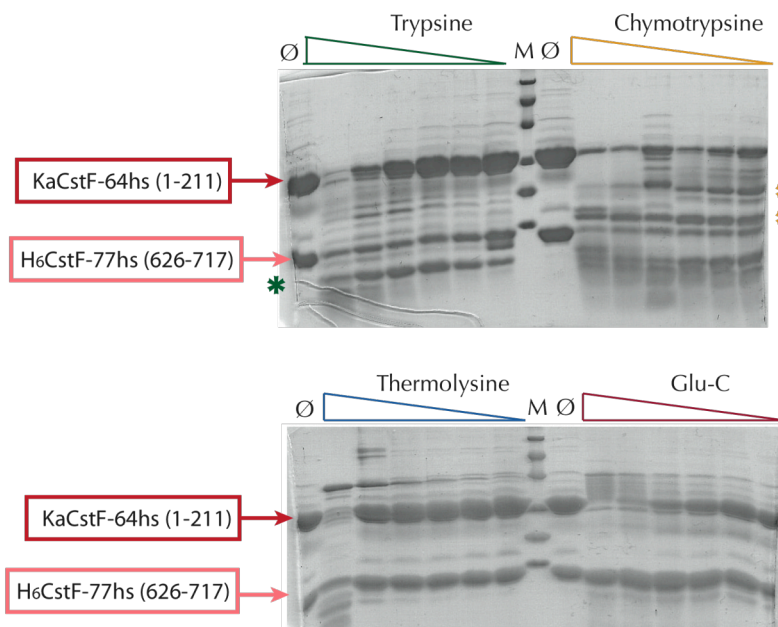 Trypsine Chymotrypsine
Ø M Ø
KaCstF-64hs (1-211)
H6CstF-77hs (626-717)
*
Thermolysine Glu-C
Ø M Ø
KaCstF-64hs (1-211)
H6CstF-77hs (626-717)